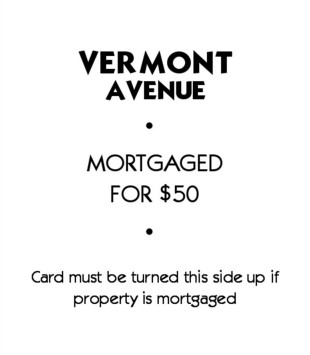 VERMONT
AVENUE
•
MORTGAGED
FOR $50
•
Card must be turned this side up if
property is mortgaged